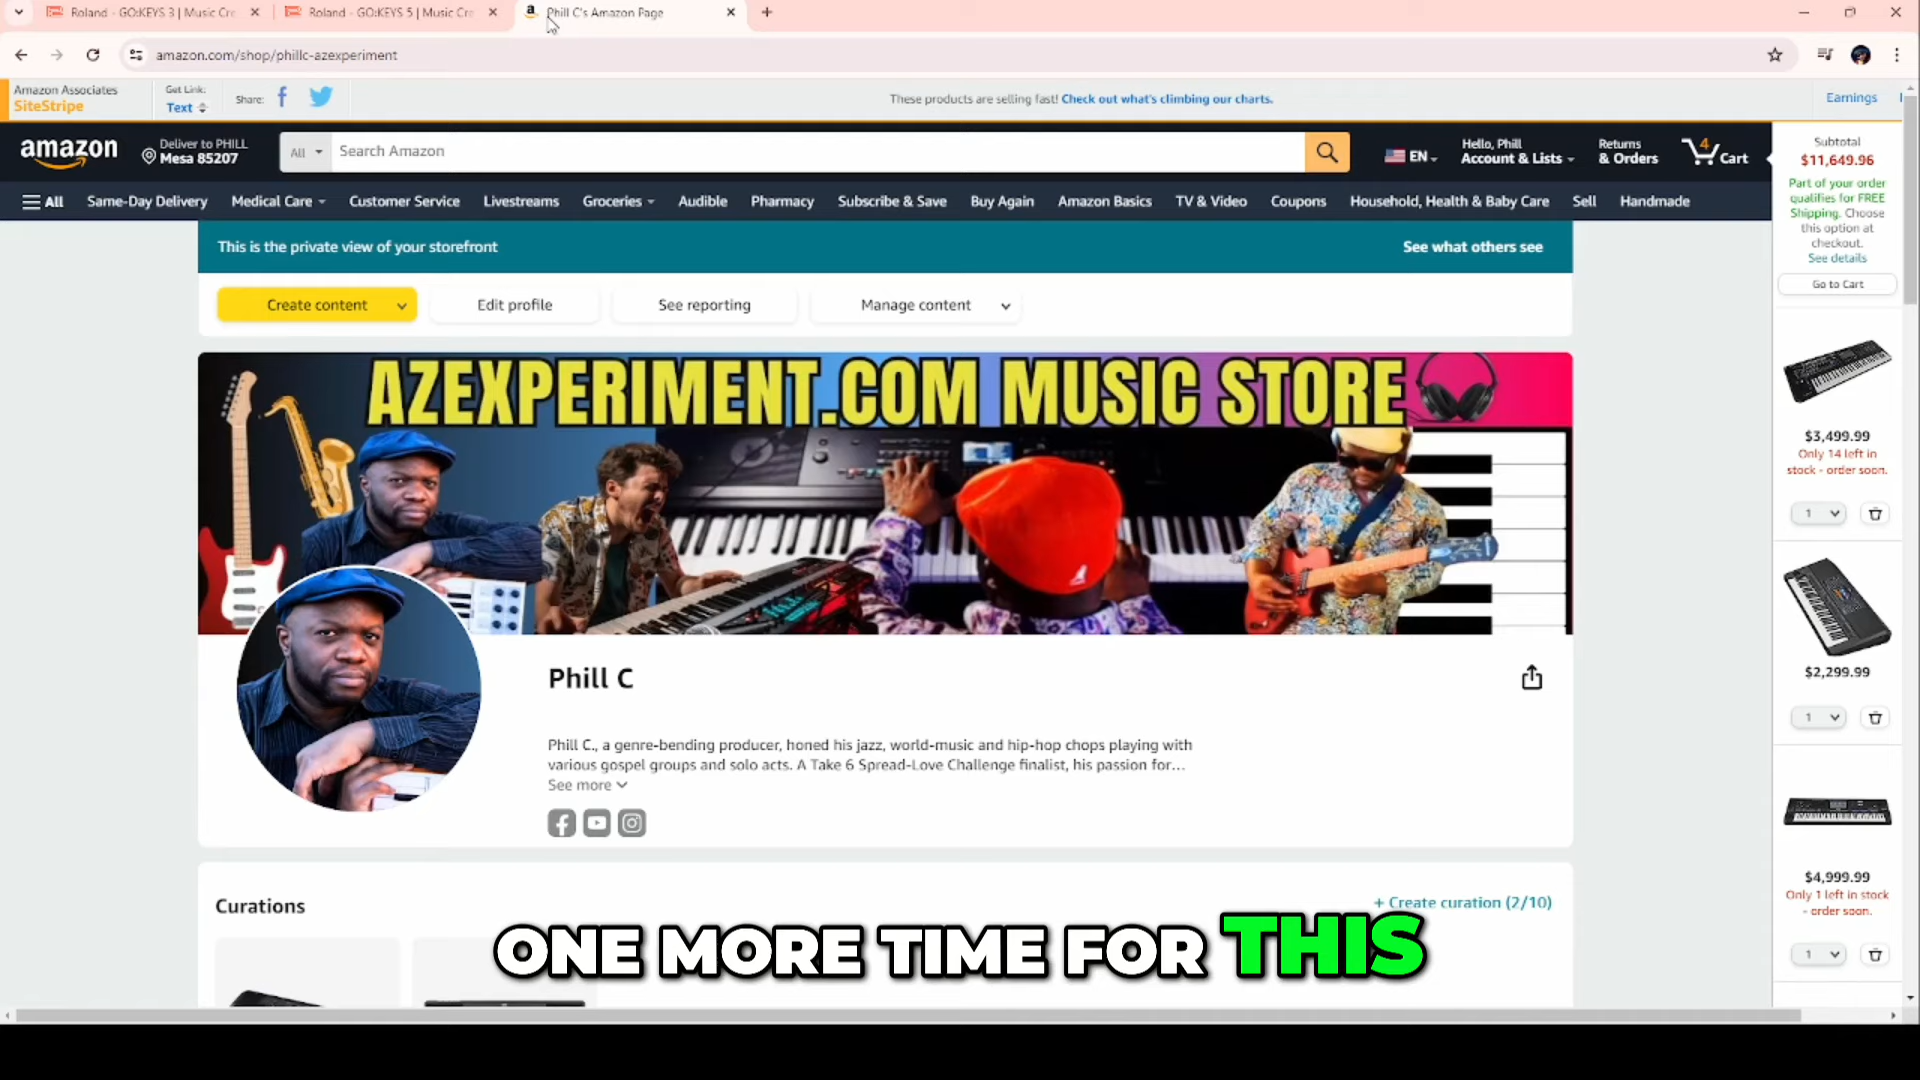 Roland - GO:KEYS 3 | Music Cre
Roland - GO:KEYS 5 | Music Cre
Phill C's Amazon Page
amazon.com/shop/phillc-azexperiment
Amazon Associates
SiteStripe
Get Link:
Text
Share:
These products are selling fast! Check out what's climbing our charts.
Earnings
amazon
Deliver to PHILL
Mesa 85207
All
Search Amazon
EN
Hello, Phill
Account & Lists
Returns
& Orders
4
Cart
All
Same-Day Delivery
Medical Care
Customer Service
Livestreams
Groceries
Audible
Pharmacy
Subscribe & Save
Buy Again
Amazon Basics
TV & Video
Coupons
Household, Health & Baby Care
Sell
Handmade
This is the private view of your storefront
See what others see
Create content
Edit profile
See reporting
Manage content
AZEXPERIMENT.COM MUSIC STORE
Phill C
Phill C., a genre-bending producer, honed his jazz, world-music and hip-hop chops playing with
various gospel groups and solo acts. A Take 6 Spread-Love Challenge finalist, his passion for...
See more
Curations
+ Create curation (2/10)
ONE MORE TIME FOR THIS
Subtotal
$11,649.96
Part of your order
qualifies for FREE
Shipping. Choose
this option at
checkout.
See details
Go to Cart
$3,499.99
Only 14 left in
stock - order soon.
1
$2,299.99
1
$4,999.99
Only 1 left in stock
- order soon.
1